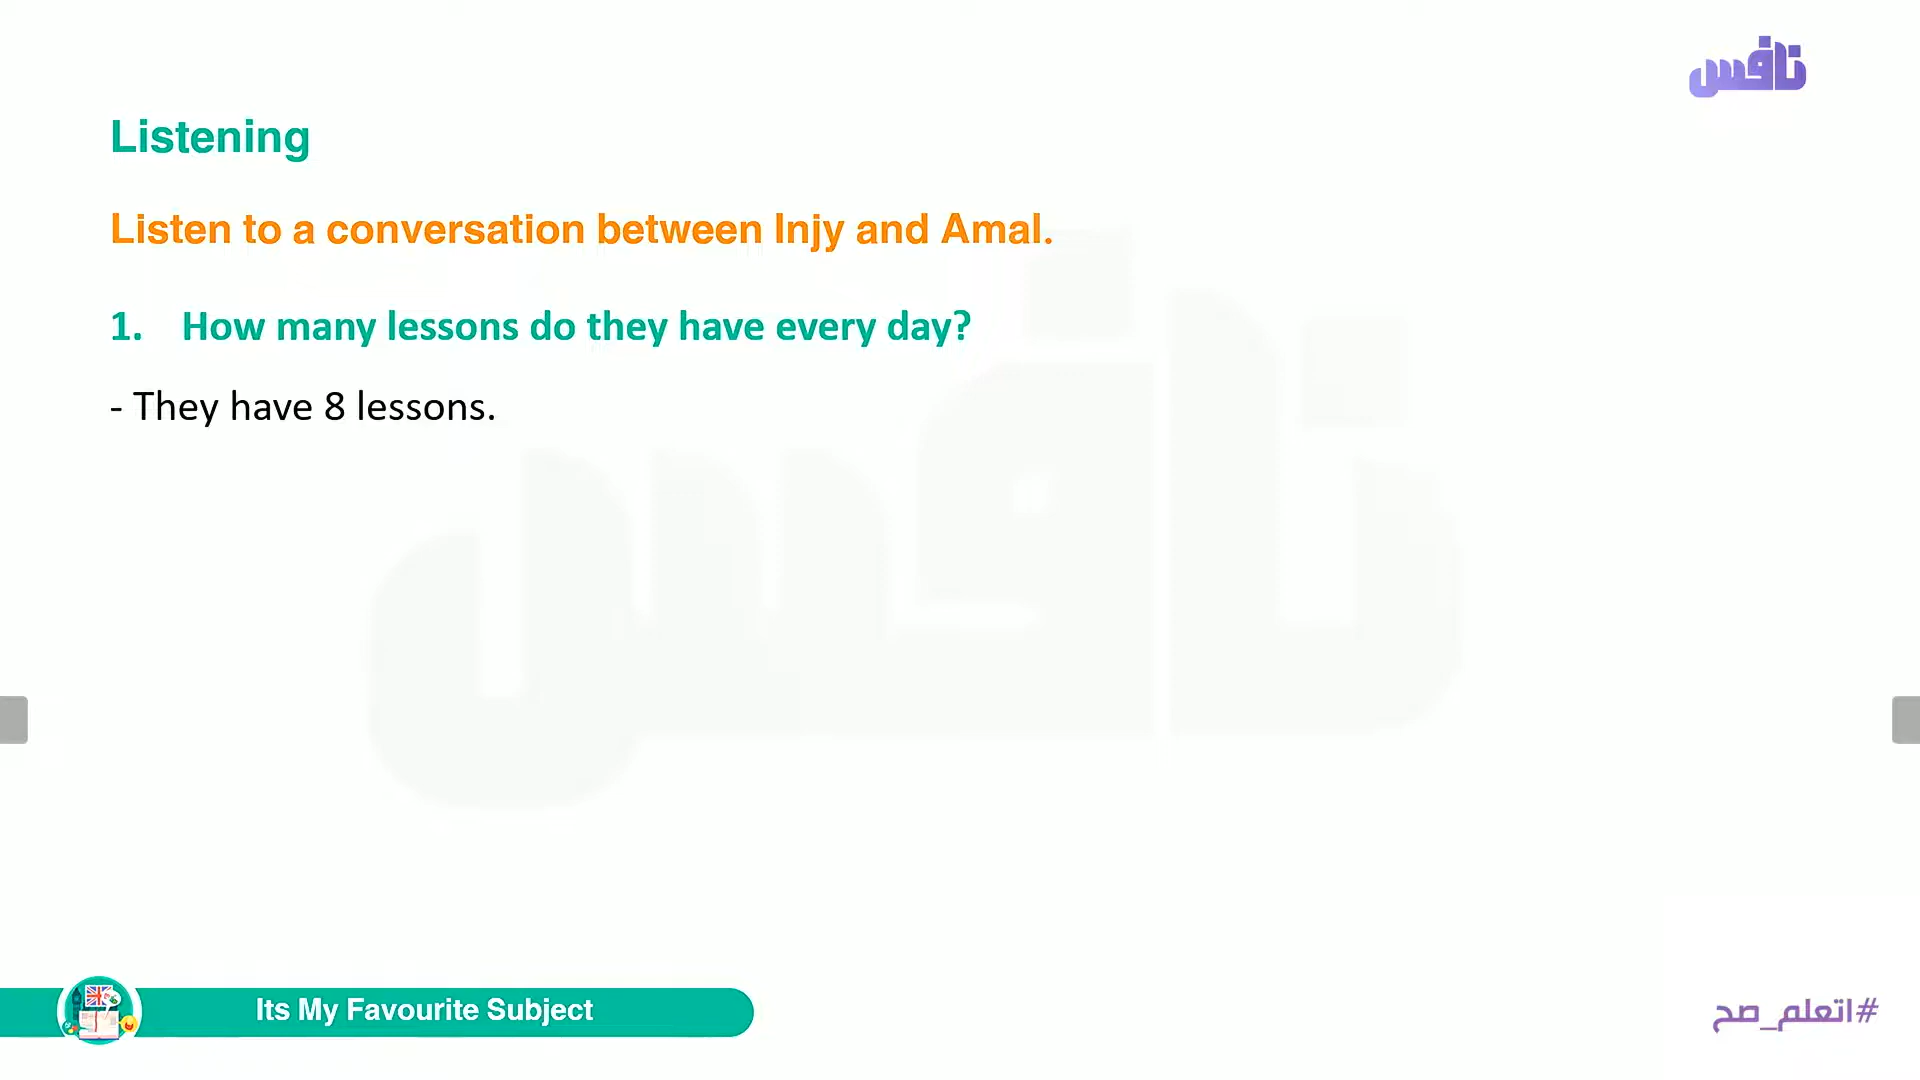 نافس
Listening
Listen to a conversation between Injy and Amal.
1. How many lessons do they have every day?
- They have 8 lessons.
نافس
Its My Favourite Subject
#اتعلم_صح